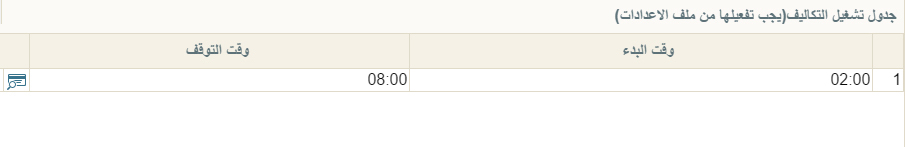 جدول تشغيل التكاليف(يجب تفعيلها من ملف الاعدادات)
وقت البدء وقت التوقف
1 02:00 08:00